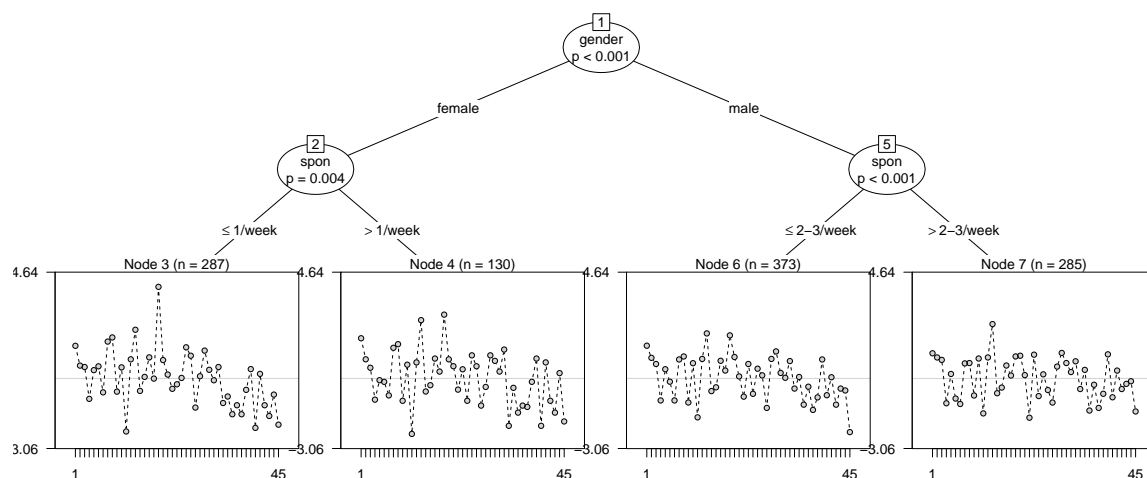 1
gender
p < 0.001
female
male
2
spon
p = 0.004
5
spon
p < 0.001
≤ 1/week
> 1/week
≤ 2−3/week
> 2−3/week
Node 3 (n = 287)
Node 4 (n = 130)
Node 6 (n = 373)
Node 7 (n = 285)
4.64
4.64
4.64
4.64
3.06
−3.06
−3.06
−3.06
1
45
1
45
1
45
1
45